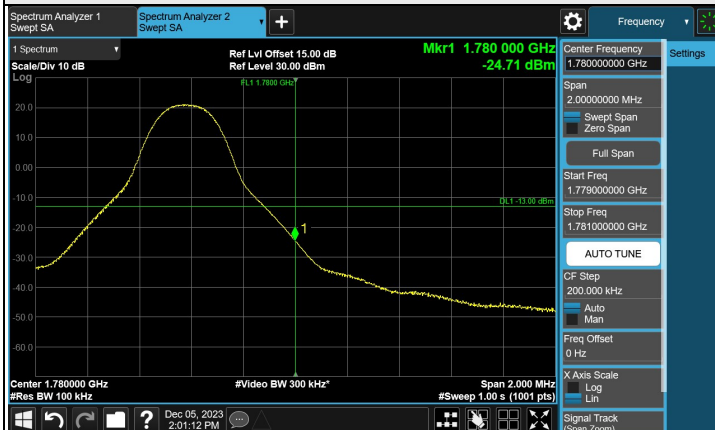 Spectrum Analyzer 1
Swept SA
Spectrum Analyzer 2
Swept SA
Frequency
1 Spectrum
Scale/Div 10 dB
Log
Ref Lvl Offset 15.00 dB
Ref Level 30.00 dBm
Mkr1 1.780 000 GHz
-24.71 dBm
FL1 1.7800 GHz
20.0
10.0
0.00
-10.0
-20.0
-30.0
-40.0
-50.0
-60.0
DL1 -13.00 dBm
1
Center 1.780000 GHz
#Res BW 100 kHz
#Video BW 300 kHz*
Span 2.000 MHz
#Sweep 1.00 s (1001 pts)
Center Frequency
1.780000000 GHz
Settings
Span
2.00000000 MHz
Swept Span
Zero Span
Full Span
Start Freq
1.779000000 GHz
Stop Freq
1.781000000 GHz
AUTO TUNE
CF Step
200.000 kHz
Auto
Man
Freq Offset
0 Hz
X Axis Scale
Log
Lin
Signal Track
(Span Zoom)
?
Dec 05, 2023
2:01:12 PM